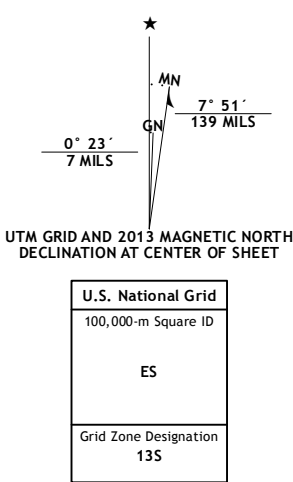 ★
MN
7° 51´
139 MILS
GN
0° 23´
7 MILS
UTM GRID AND 2013 MAGNETIC NORTH
DECLINATION AT CENTER OF SHEET
U.S. National Grid
100,000-m Square ID
ES
Grid Zone Designation
13S